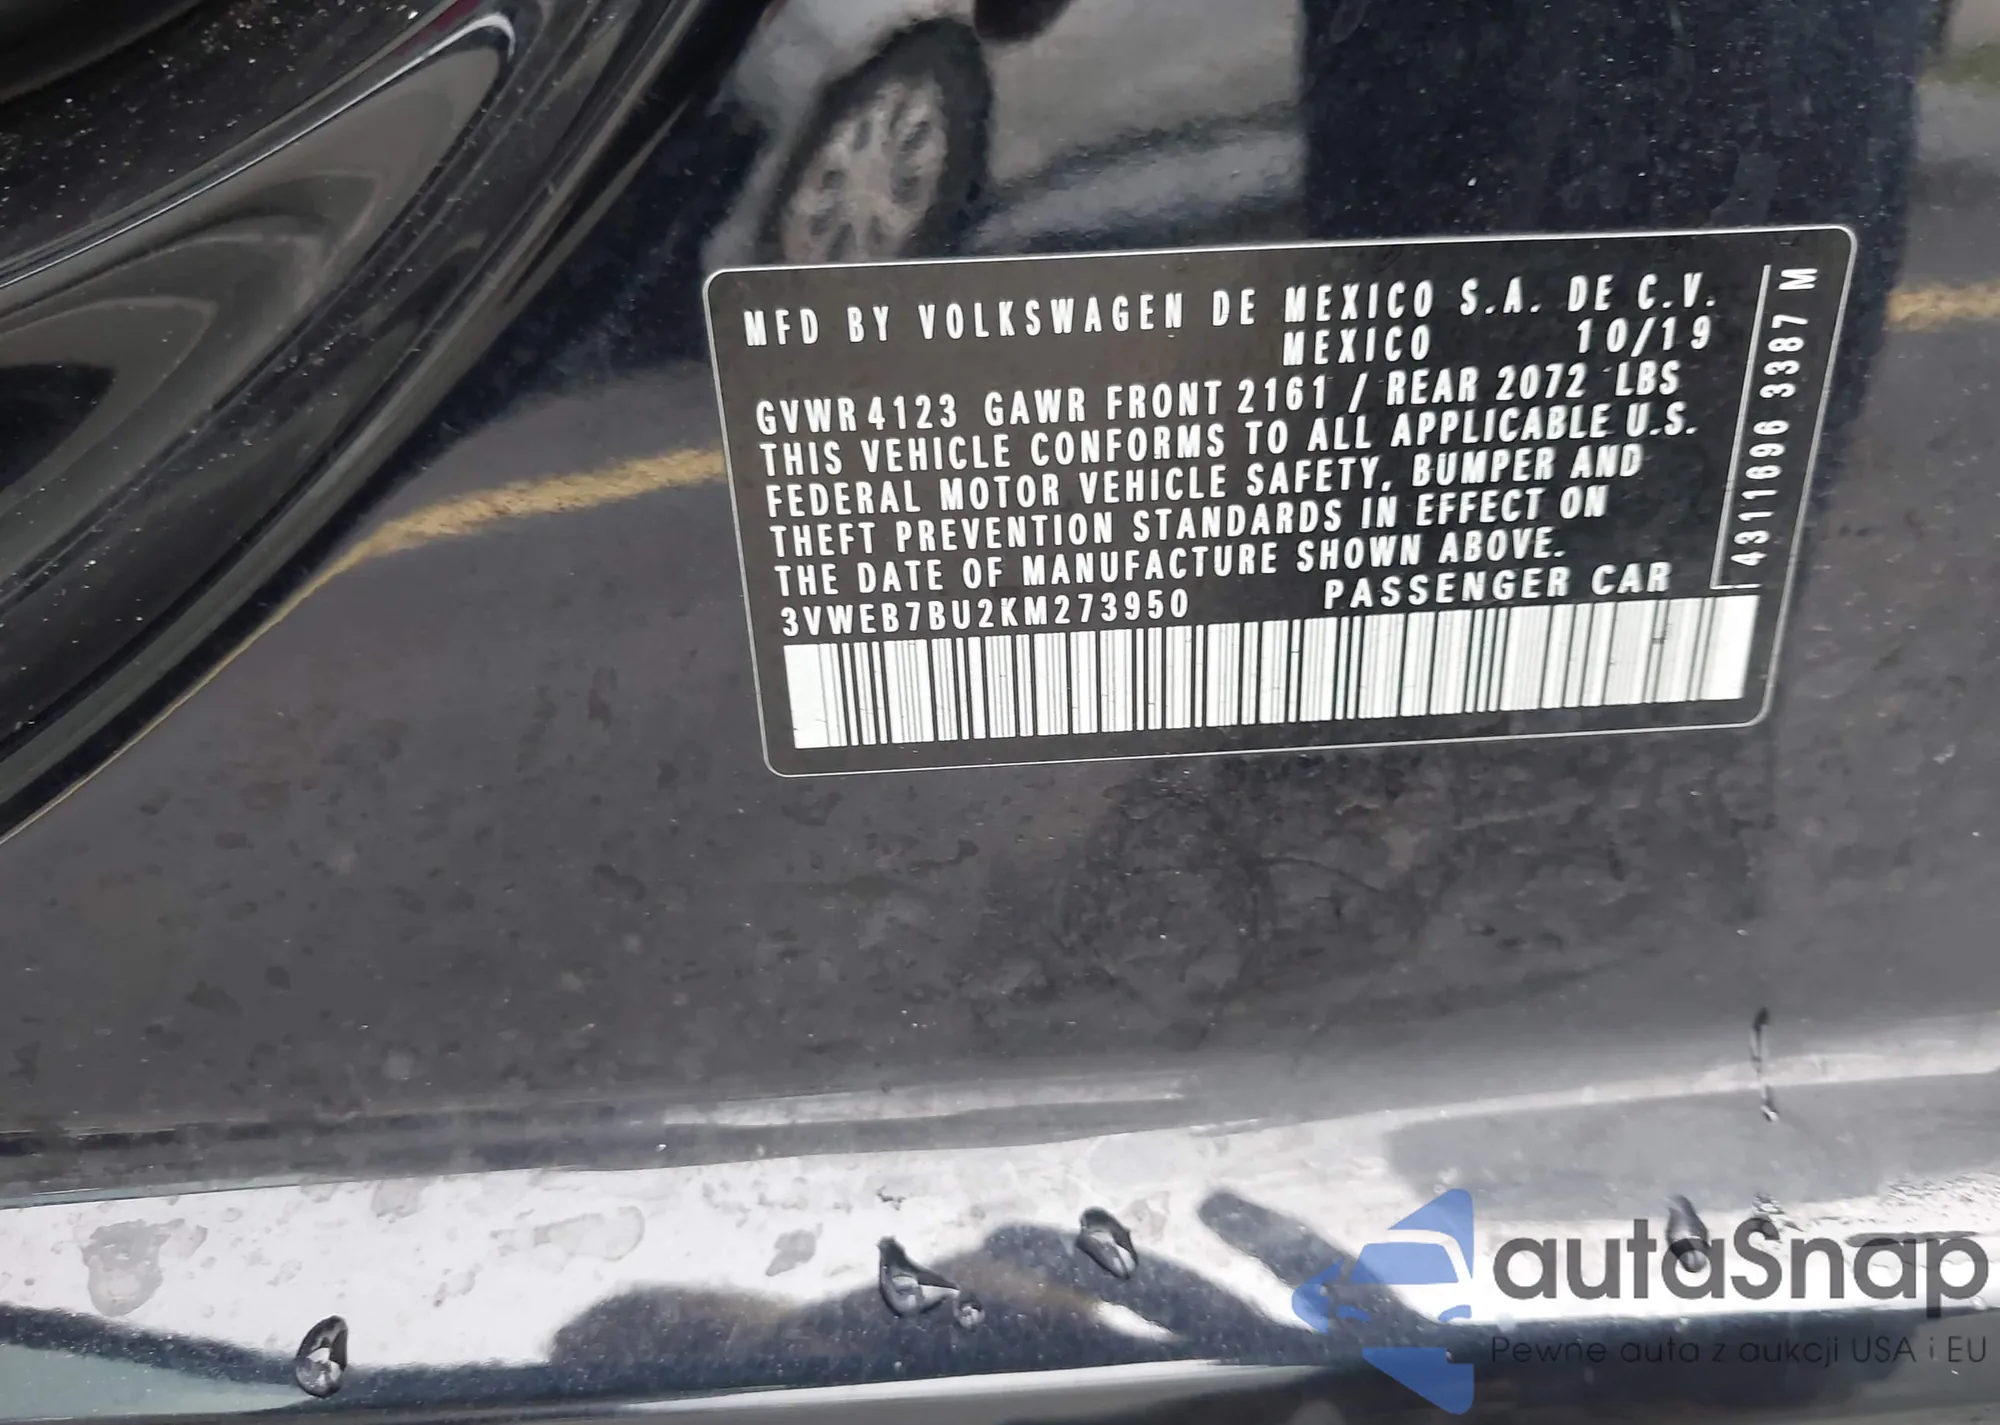 MFD BY VOLKSWAGEN DE MEXICO S.A. DE C.V.
MEXICO 10/19
GVWR 4123 GAWR FRONT 2161 / REAR 2072 LBS
THIS VEHICLE CONFORMS TO ALL APPLICABLE U.S.
FEDERAL MOTOR VEHICLE SAFETY, BUMPER AND
THEFT PREVENTION STANDARDS IN EFFECT ON
THE DATE OF MANUFACTURE SHOWN ABOVE.
3VWEB7BU2KM273950 PASSENGER CAR
4311696 3387 M
autaSnap
Pewne auta z aukcji USA i EU